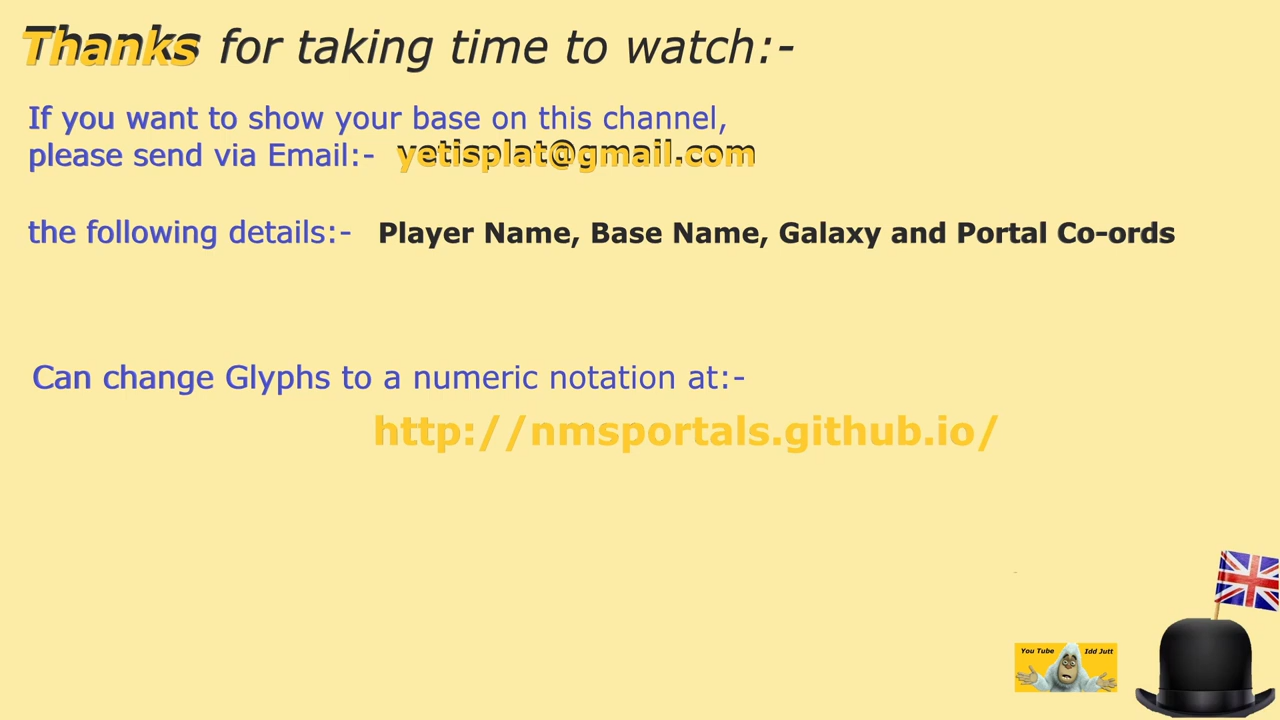 Thanks for taking time to watch:-
If you want to show your base on this channel,
please send via Email:- yetisplat@gmail.com
the following details:- Player Name, Base Name, Galaxy and Portal Co-ords
Can change Glyphs to a numeric notation at:-
http://nmsportals.github.io/
You Tube Idd Jutt